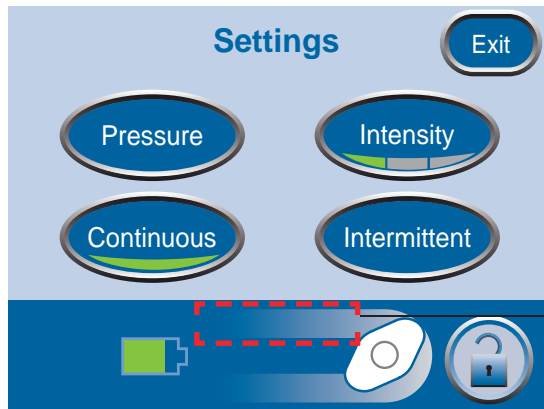 Settings
Exit
Pressure
Intensity
Continuous
Intermittent